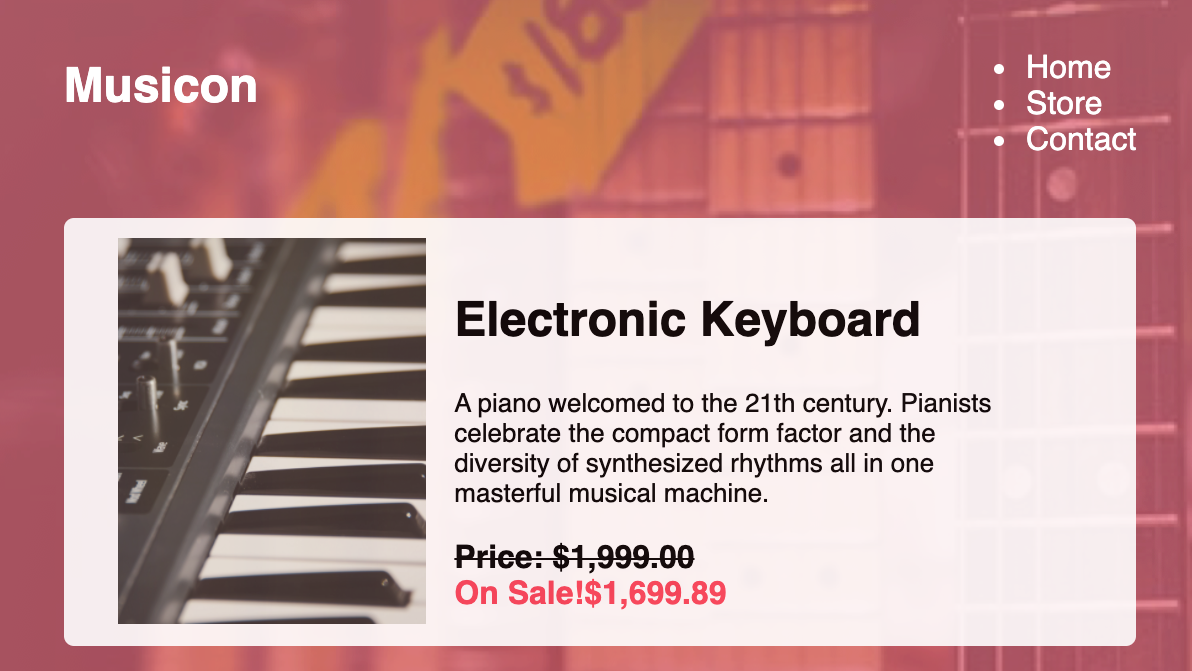 Musicon
Home
Store
Contact
Electronic Keyboard
A piano welcomed to the 21th century. Pianists
celebrate the compact form factor and the
diversity of synthesized rhythms all in one
masterful musical machine.
Price: $1,999.00
On Sale!$1,699.89